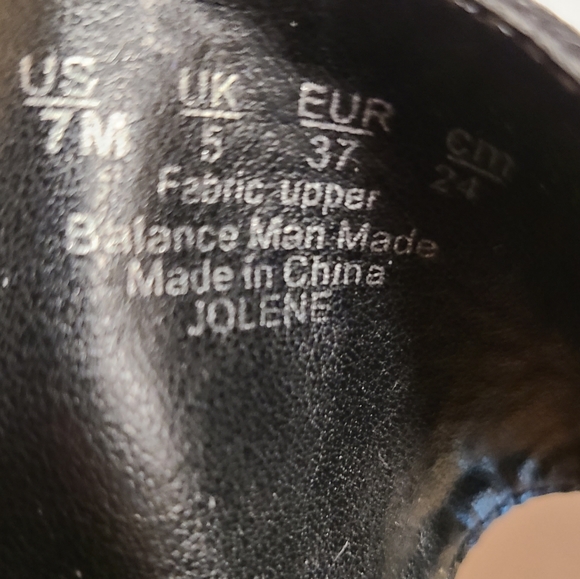 US UK EUR cm
7M 5 37 24
Fabric upper
Balance Man Made
Made in China
JOLENE